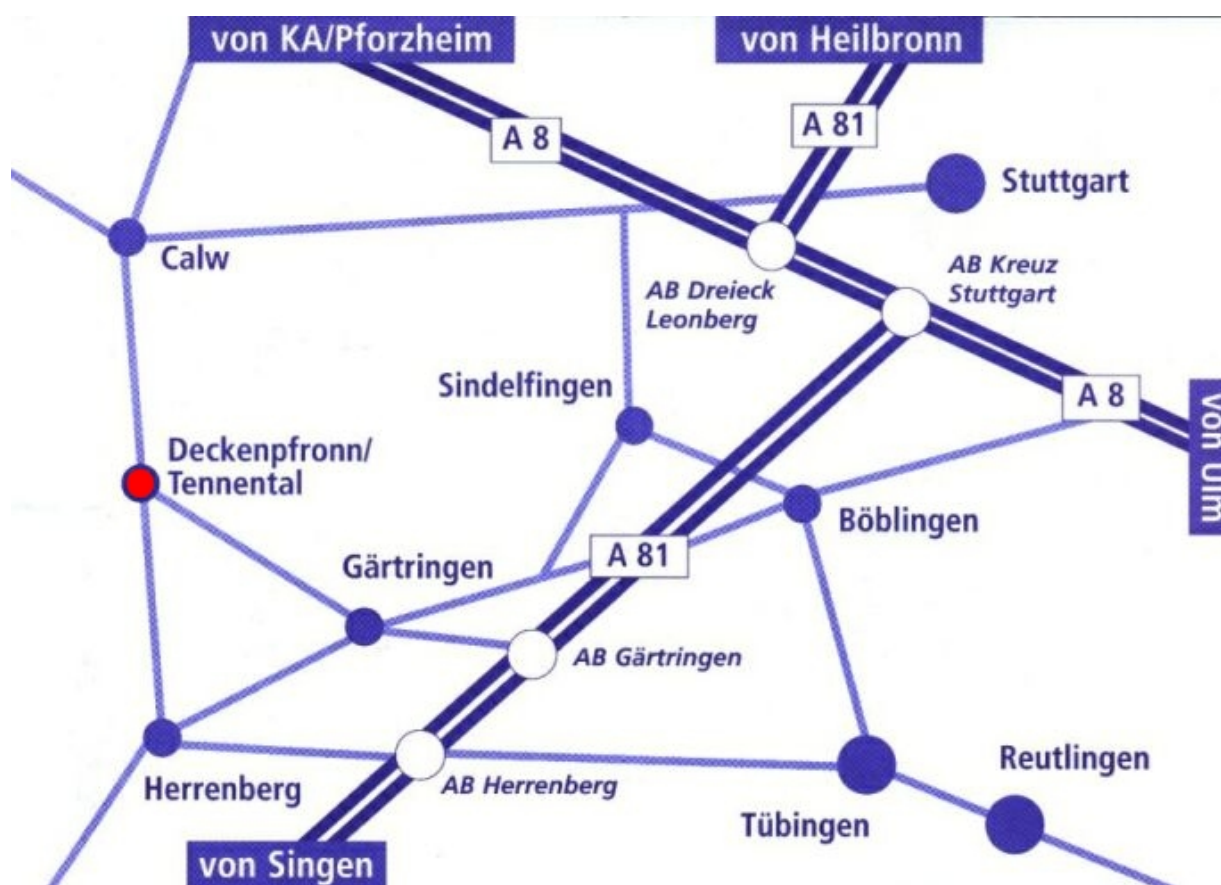 von KA/Pforzheim
von Heilbronn
A 8
A 81
Stuttgart
Calw
AB Kreuz
Stuttgart
AB Dreieck
Leonberg
Sindelfingen
A 8
Von Ulm
Deckenpfronn/
Tennental
Böblingen
Gärtringen
A 81
AB Gärtringen
Herrenberg
AB Herrenberg
Reutlingen
Tübingen
von Singen